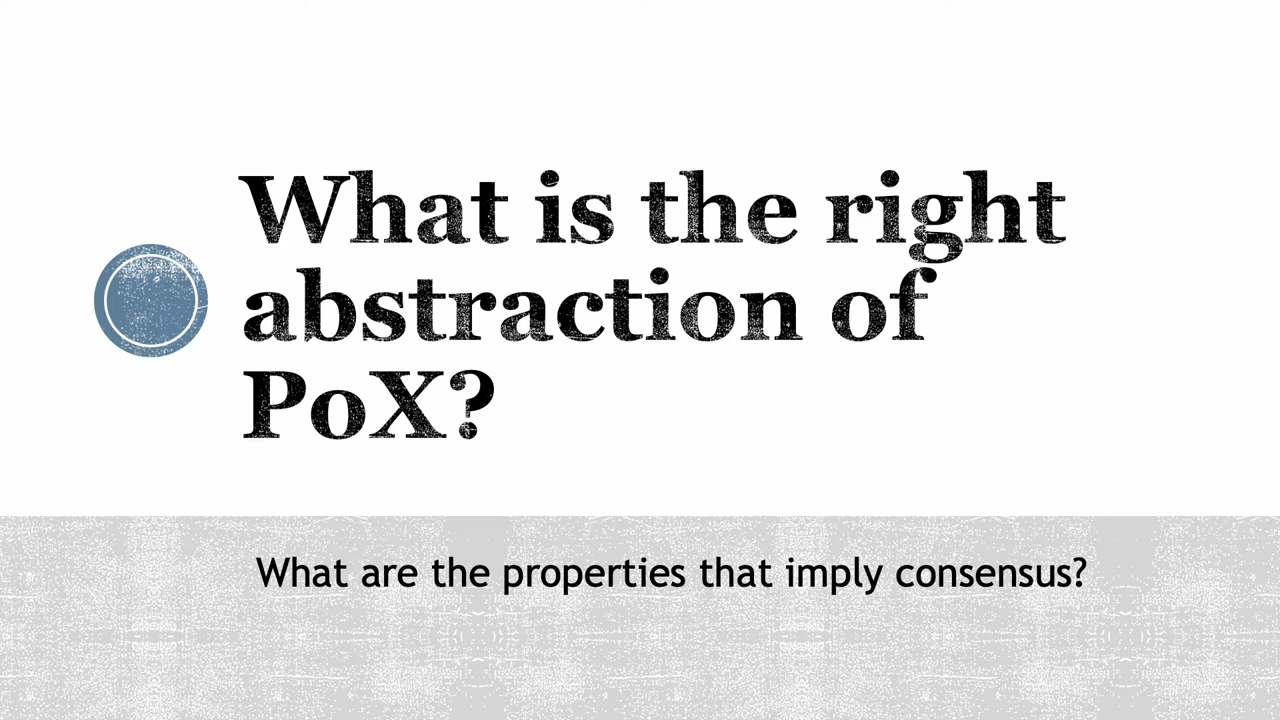 What is the right
abstraction of
PoX?
What are the properties that imply consensus?